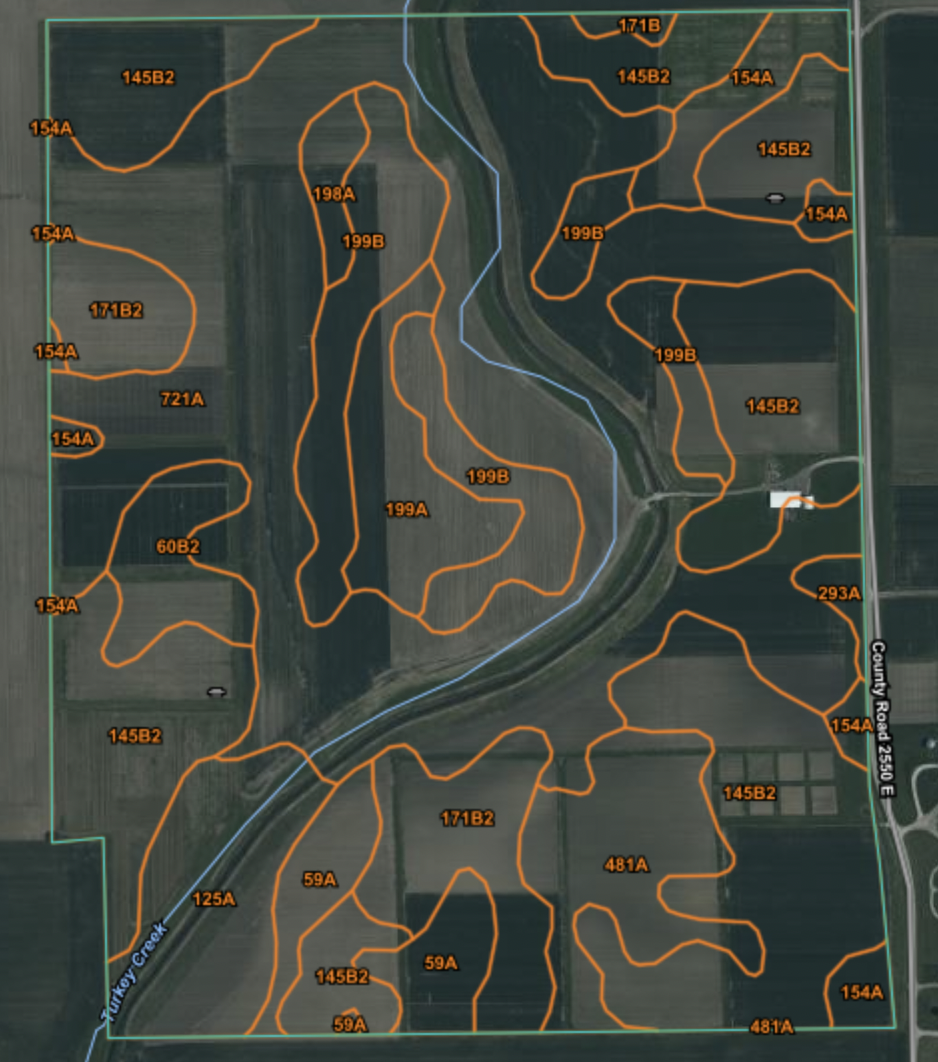 171B
145B2
145B2
154A
154A
145B2
198A
154A
154A
199B
199B
171B2
154A
199B
721A
145B2
154A
199B
199A
60B2
293A
154A
154A
145B2
145B2
171B2
481A
59A
125A
Turkey Creek
59A
145B2
154A
59A
481A
County Road 2550 E